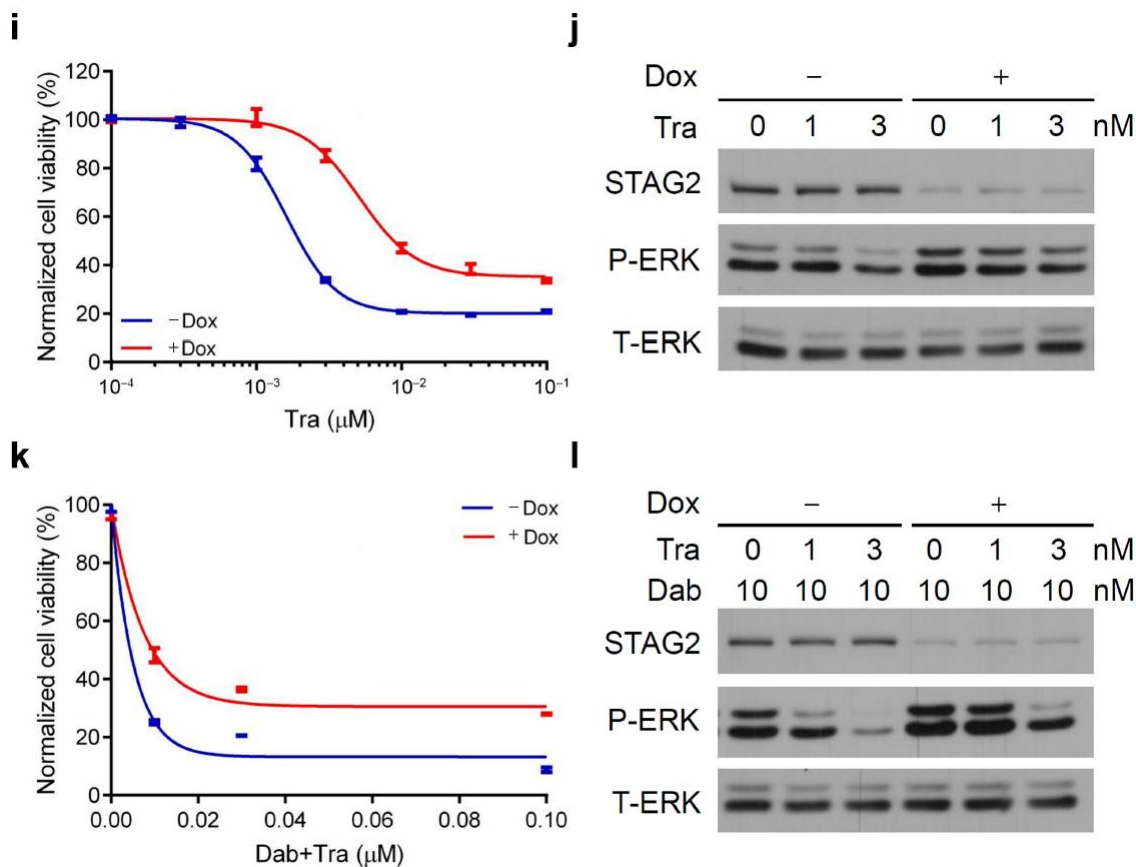 i
Normalized cell viability (%)
120
100
80
60
40
20
0
− Dox
+ Dox
10⁻⁴ 10⁻³ 10⁻² 10⁻¹
Tra (μM)
j
Dox − +
Tra 0 1 3 0 1 3 nM
STAG2
P-ERK
T-ERK
k
Normalized cell viability (%)
100
80
60
40
20
0
− Dox
+ Dox
0.00 0.02 0.04 0.06 0.08 0.10
Dab+Tra (μM)
l
Dox − +
Tra 0 1 3 0 1 3 nM
Dab 10 10 10 10 10 10 nM
STAG2
P-ERK
T-ERK